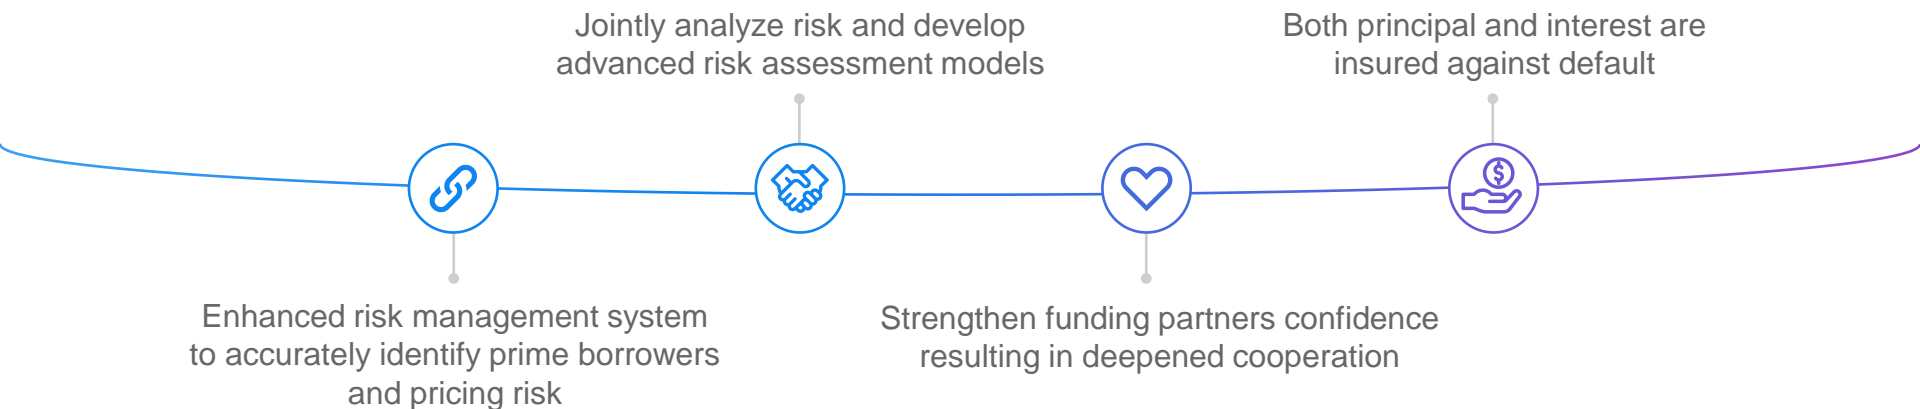 Jointly analyze risk and develop
advanced risk assessment models
Both principal and interest are
insured against default
Enhanced risk management system
to accurately identify prime borrowers
and pricing risk
Strengthen funding partners confidence
resulting in deepened cooperation